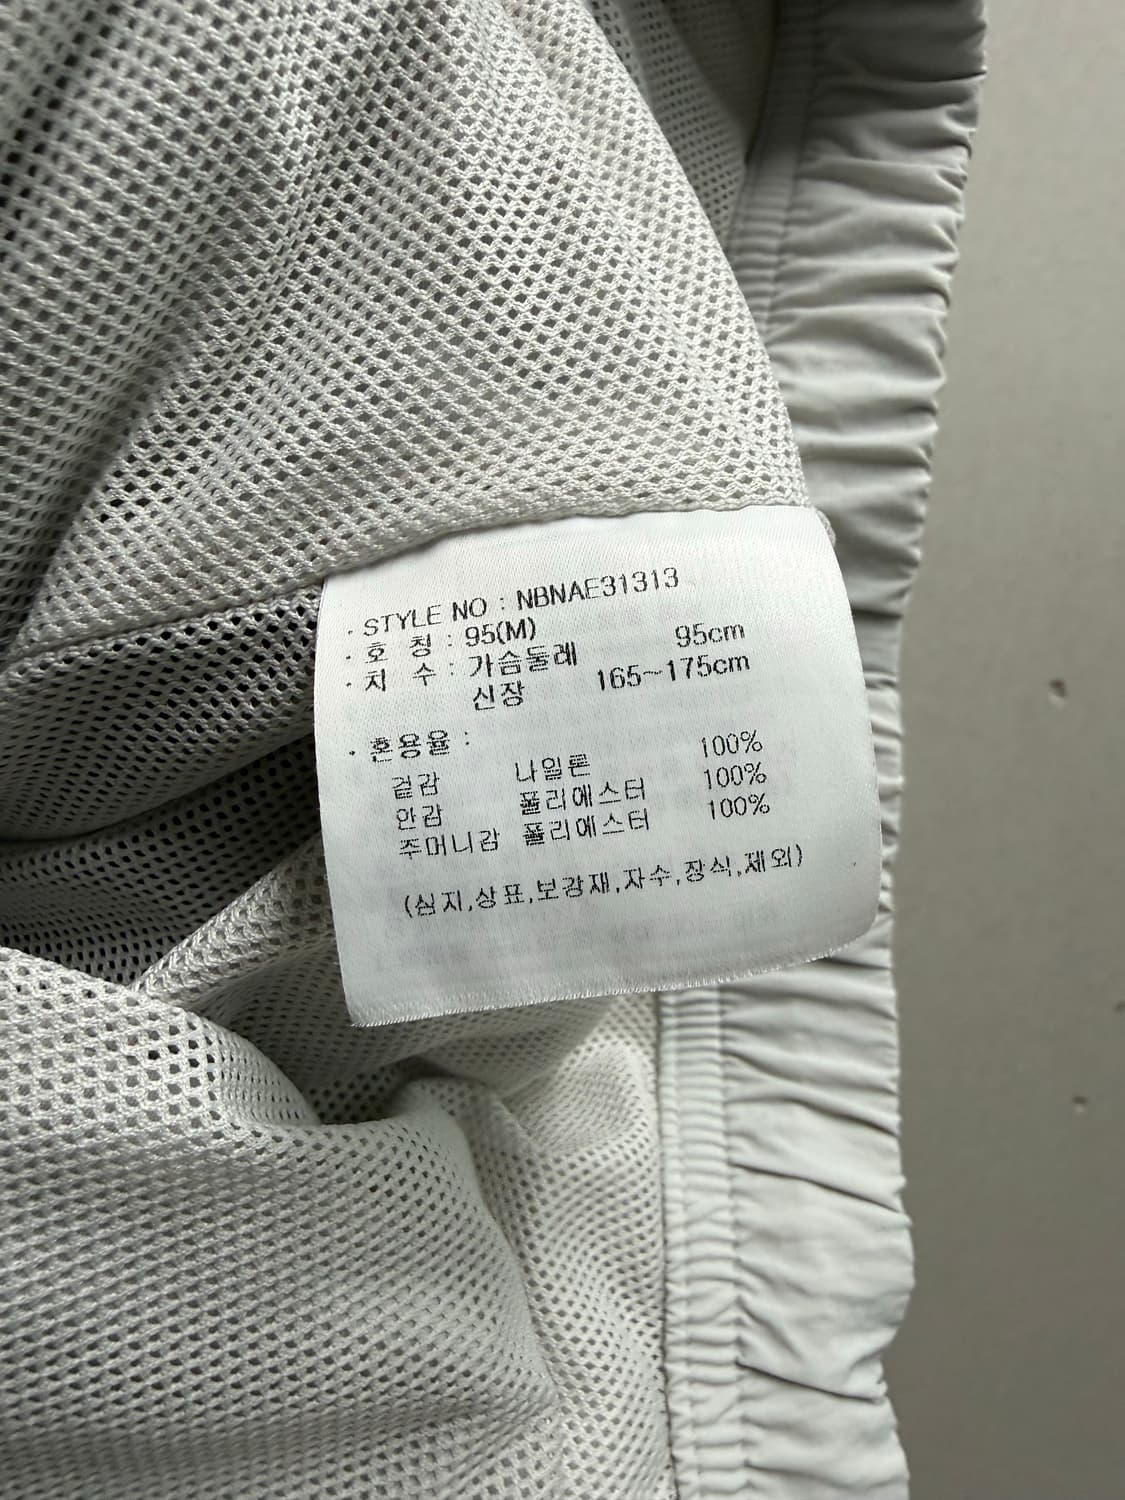 · STYLE NO : NBNAE31313
· 호 칭 : 95(M)
· 치 수 : 가슴둘레 95cm
신장 165~175cm
· 혼용율 :
겉감 나일론 100%
안감 폴리에스터 100%
주머니감 폴리에스터 100%
(심지,상표,보강재,자수,장식,제외)